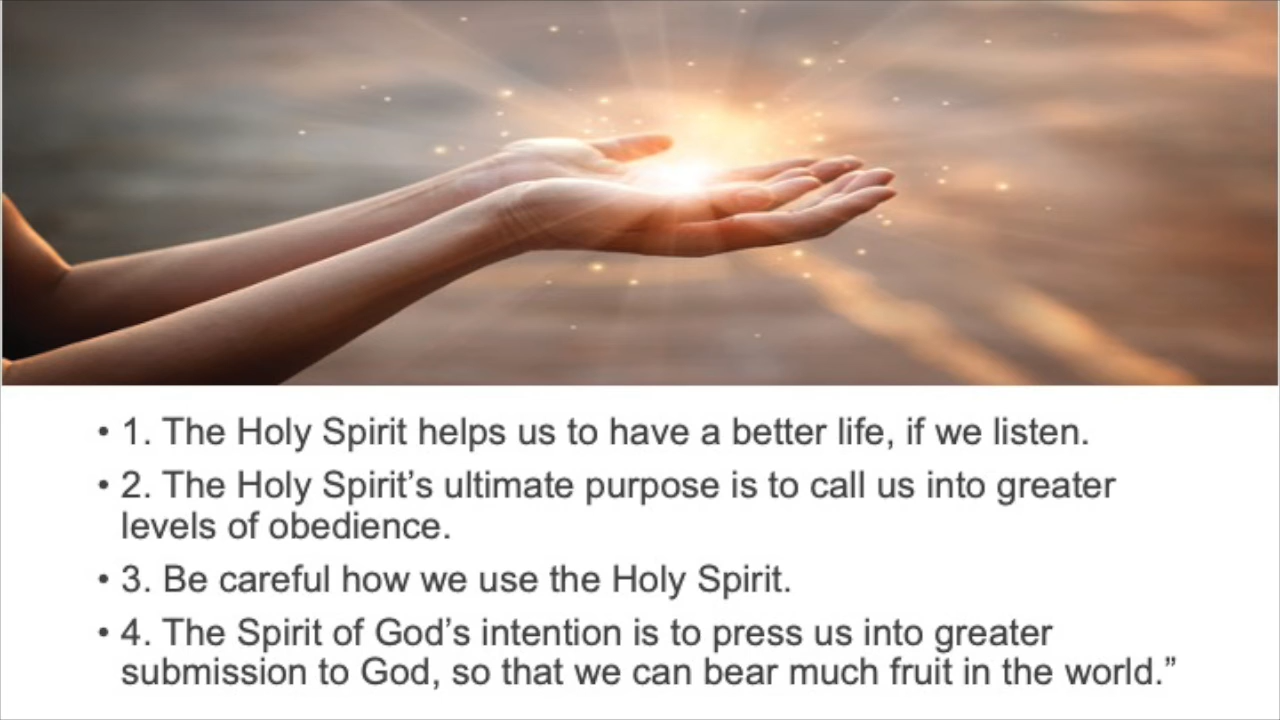 • 1. The Holy Spirit helps us to have a better life, if we listen.
• 2. The Holy Spirit’s ultimate purpose is to call us into greater
levels of obedience.
• 3. Be careful how we use the Holy Spirit.
• 4. The Spirit of God’s intention is to press us into greater
submission to God, so that we can bear much fruit in the world.”